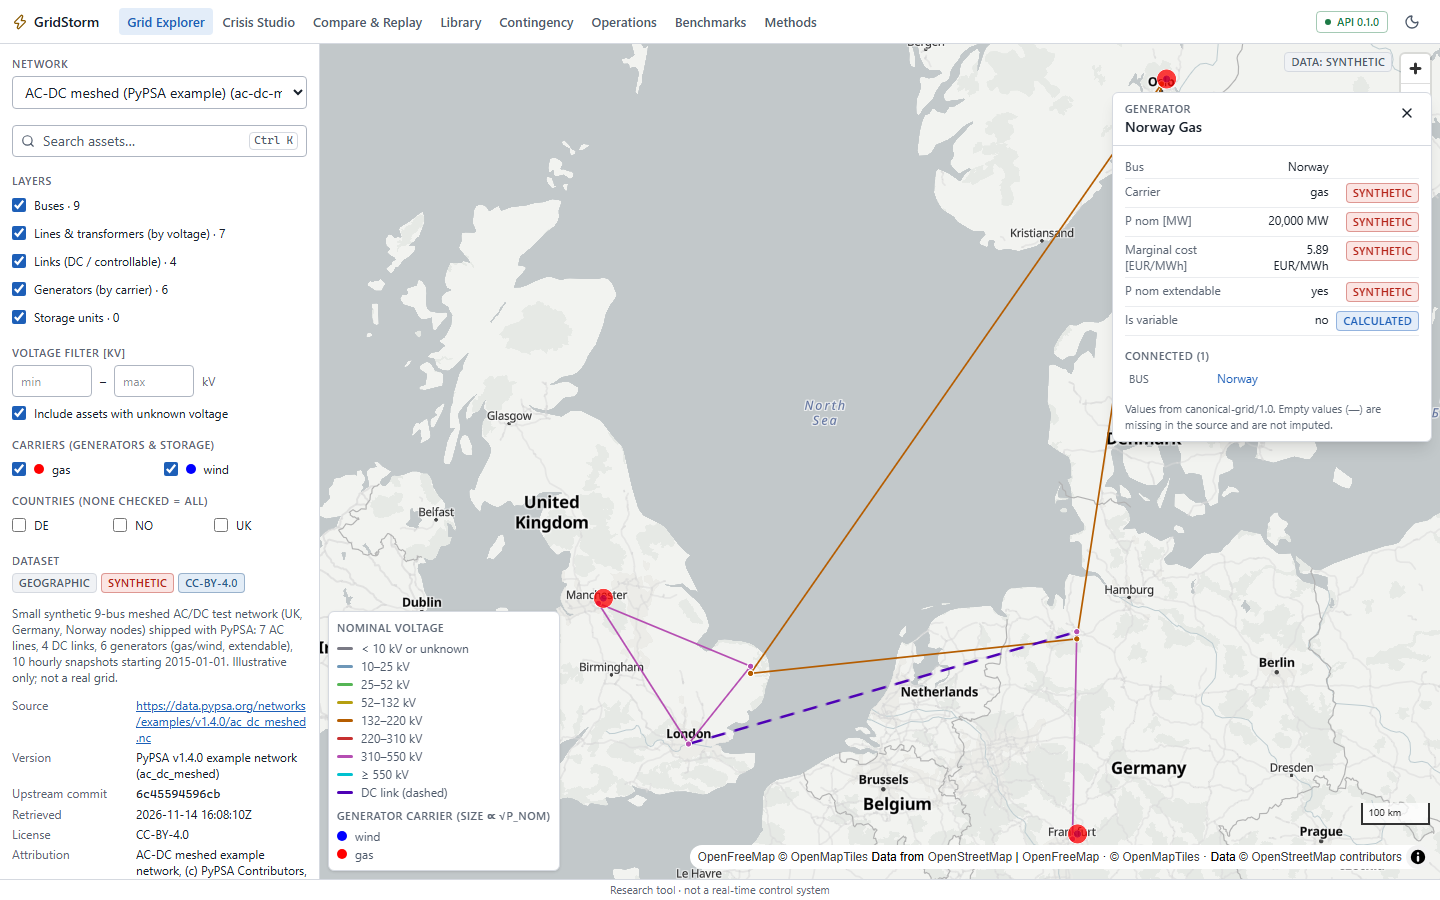 GridStorm
Grid Explorer
Crisis Studio
Compare & Replay
Library
Contingency
Operations
Benchmarks
Methods
API 0.1.0
NETWORK
AC-DC meshed (PyPSA example) (ac-dc-m
Search assets...
Ctrl K
LAYERS
Buses · 9
Lines & transformers (by voltage) · 7
Links (DC / controllable) · 4
Generators (by carrier) · 6
Storage units · 0
VOLTAGE FILTER [KV]
min – max kV
Include assets with unknown voltage
CARRIERS (GENERATORS & STORAGE)
gas
wind
COUNTRIES (NONE CHECKED = ALL)
DE
NO
UK
DATASET
GEOGRAPHIC
SYNTHETIC
CC-BY-4.0
Small synthetic 9-bus meshed AC/DC test network (UK,
Germany, Norway nodes) shipped with PyPSA: 7 AC
lines, 4 DC links, 6 generators (gas/wind, extendable),
10 hourly snapshots starting 2015-01-01. Illustrative
only; not a real grid.
Source https://data.pypsa.org/networks
/examples/v1.4.0/ac_dc_meshed
.nc
Version PyPSA v1.4.0 example network
(ac_dc_meshed)
Upstream commit 6c45594596cb
Retrieved 2026-11-14 16:08:10Z
License CC-BY-4.0
Attribution AC-DC meshed example
network, (c) PyPSA Contributors,
DATA: SYNTHETIC
+
GENERATOR
Norway Gas
Bus Norway
Carrier gas SYNTHETIC
P nom [MW] 20,000 MW SYNTHETIC
Marginal cost 5.89 SYNTHETIC
[EUR/MWh] EUR/MWh
P nom extendable yes SYNTHETIC
Is variable no CALCULATED
CONNECTED (1)
BUS Norway
Values from canonical-grid/1.0. Empty values (—) are
missing in the source and are not imputed.
Bergen
Oslo
Kristiansand
North
Sea
Glasgow
United
Kingdom
Belfast
Manchester
Dublin
Birmingham
London
Denmark
Hamburg
Berlin
Netherlands
Brussels
Belgium
Germany
Dresden
Frankfurt
Prague
Le Havre
NOMINAL VOLTAGE
< 10 kV or unknown
10–25 kV
25–52 kV
52–132 kV
132–220 kV
220–310 kV
310–550 kV
≥ 550 kV
DC link (dashed)
GENERATOR CARRIER (SIZE ∝ √P_NOM)
wind
gas
100 km
OpenFreeMap © OpenMapTiles Data from OpenStreetMap | OpenFreeMap · © OpenMapTiles · Data © OpenStreetMap contributors
Research tool · not a real-time control system